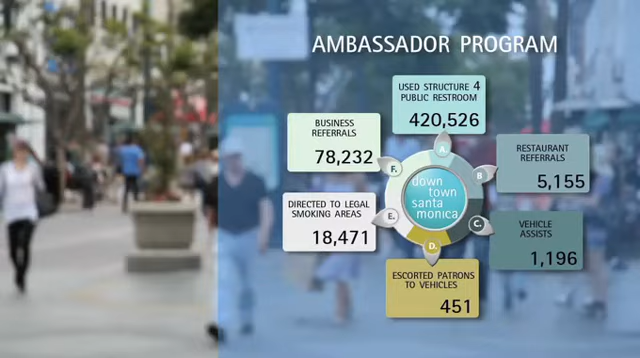 AMBASSADOR PROGRAM
USED STRUCTURE 4
PUBLIC RESTROOM
420,526
BUSINESS
REFERRALS
78,232
RESTAURANT
REFERRALS
5,155
DIRECTED TO LEGAL
SMOKING AREAS
18,471
VEHICLE
ASSISTS
1,196
ESCORTED PATRONS
TO VEHICLES
451
A.
B.
C.
D.
E.
F.
down
town
santa
monica